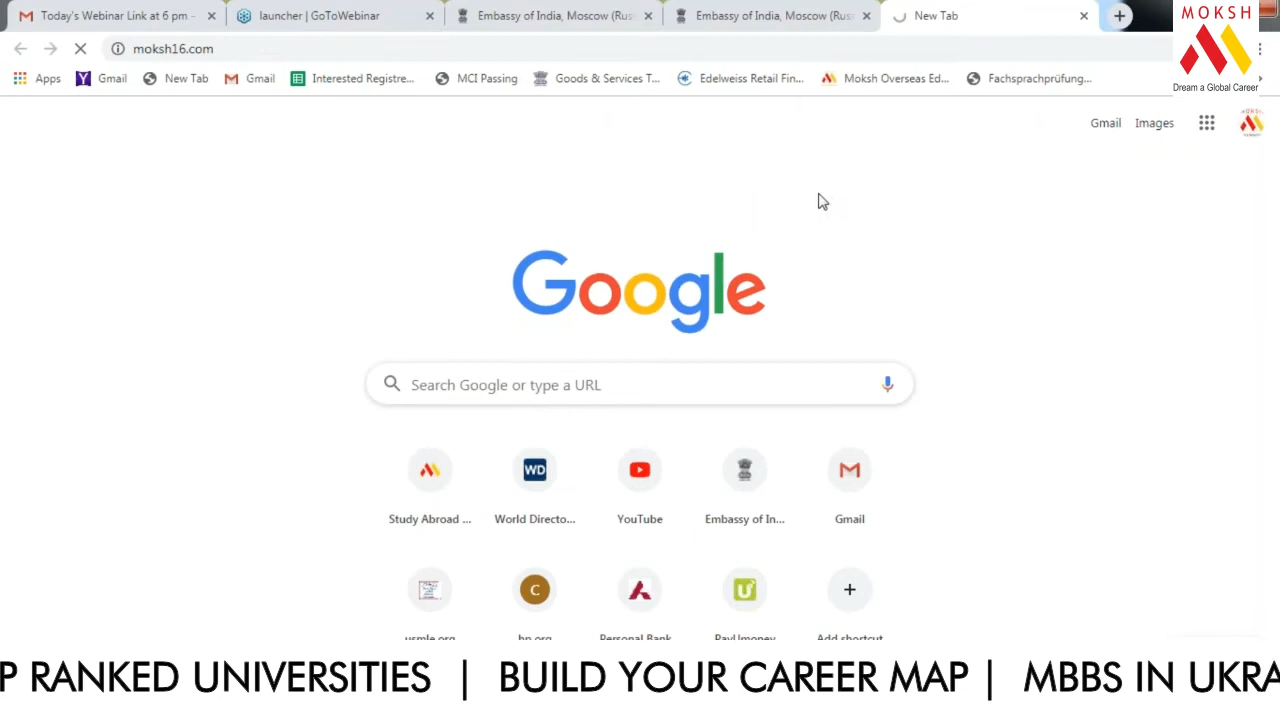 Today's Webinar Link at 6 pm -
launcher | GoToWebinar
Embassy of India, Moscow (Rus
Embassy of India, Moscow (Rus
New Tab
moksh16.com
MOKSH
Dream a Global Career
Apps
Gmail
New Tab
Gmail
Interested Registre...
MCI Passing
Goods & Services T...
Edelweiss Retail Fin...
Moksh Overseas Ed...
Fachsprachprüfung...
Gmail Images
Google
Search Google or type a URL
WD
Study Abroad ...
World Directo...
YouTube
Embassy of In...
Gmail
C
usmle.org
bn.org
Personal Bank
PayUmoney
Add shortcut
P RANKED UNIVERSITIES | BUILD YOUR CAREER MAP | MBBS IN UKRA